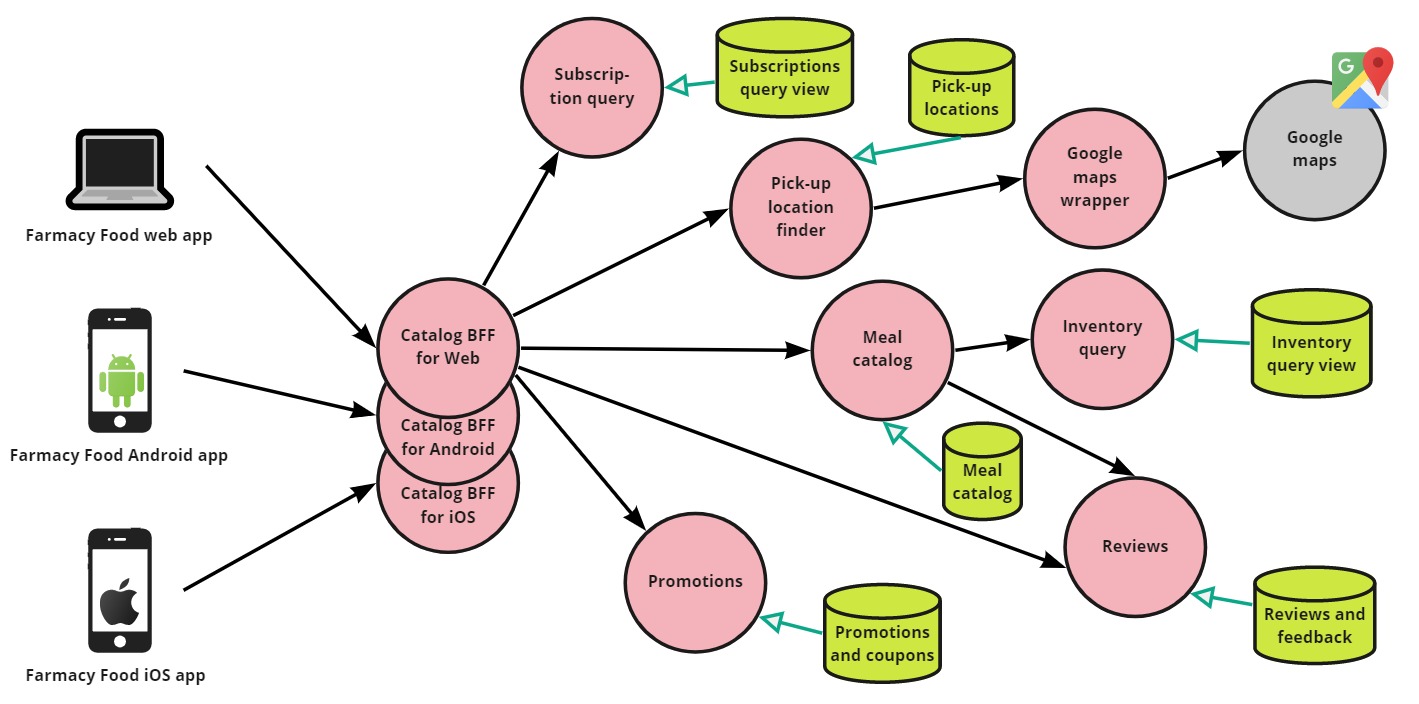 Subscrip-
tion query
Subscriptions
query view
Pick-up
locations
G
Google
maps
Google
maps
wrapper
Pick-up
location
finder
Farmacy Food web app
Catalog BFF
for Web
Meal
catalog
Inventory
query
Inventory
query view
Catalog BFF
for Android
Farmacy Food Android app
Meal
catalog
Catalog BFF
for iOS
Reviews
Promotions
Reviews and
feedback
Promotions
and coupons
Farmacy Food iOS app